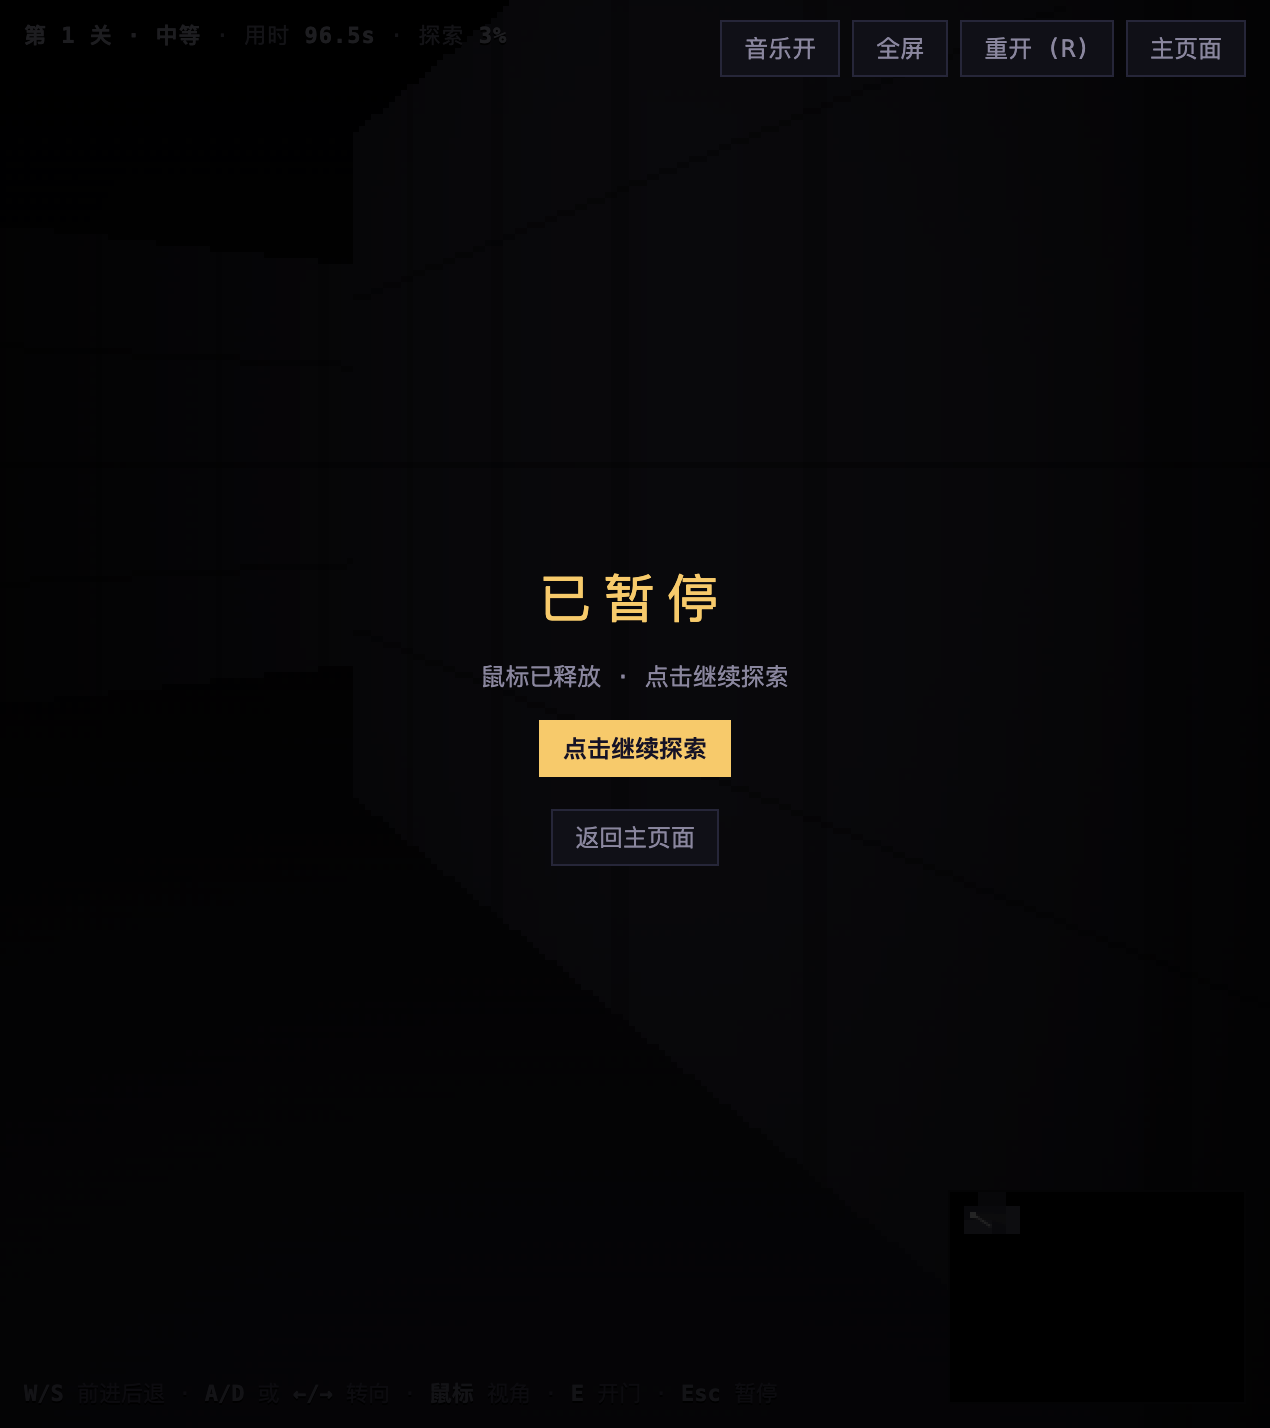 第 1 关 · 中等 · 用时 96.5s · 探索 3%
音乐开 全屏 重开 (R) 主页面
已暂停
鼠标已释放 · 点击继续探索
点击继续探索
返回主页面
W/S 前进后退 · A/D 或 ←/→ 转向 · 鼠标 视角 · E 开门 · Esc 暂停